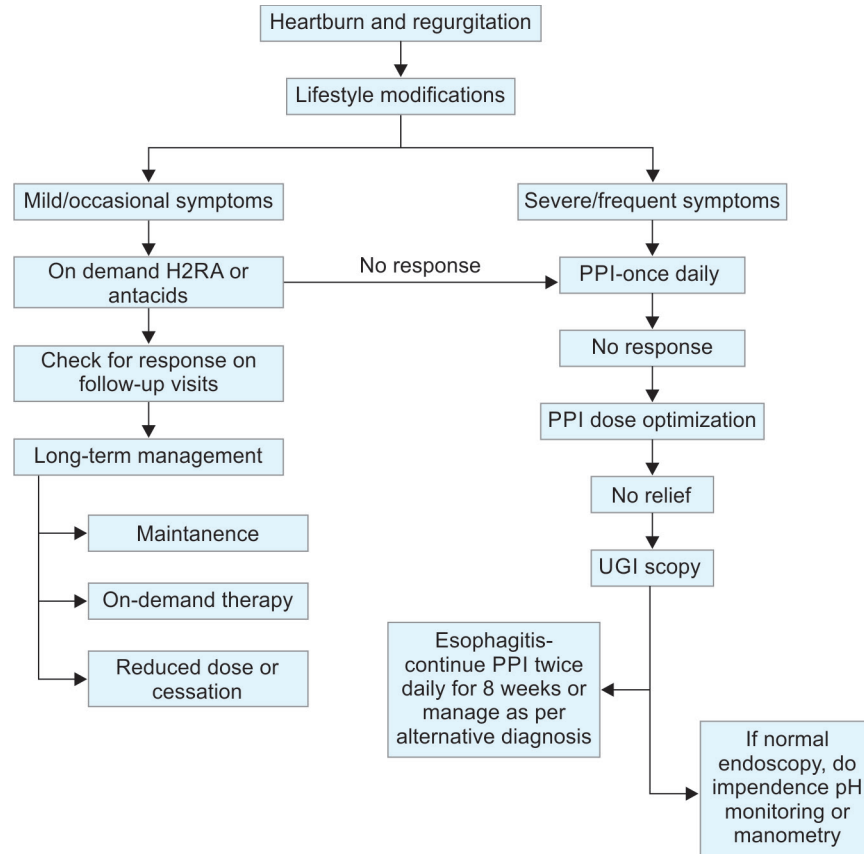 Heartburn and regurgitation
Lifestyle modifications
Mild/occasional symptoms
Severe/frequent symptoms
On demand H2RA or
antacids
No response
PPI-once daily
Check for response on
follow-up visits
No response
PPI dose optimization
Long-term management
No relief
Maintanence
UGI scopy
On-demand therapy
Reduced dose or
cessation
Esophagitis-
continue PPI twice
daily for 8 weeks or
manage as per
alternative diagnosis
If normal
endoscopy, do
impendence pH
monitoring or
manometry